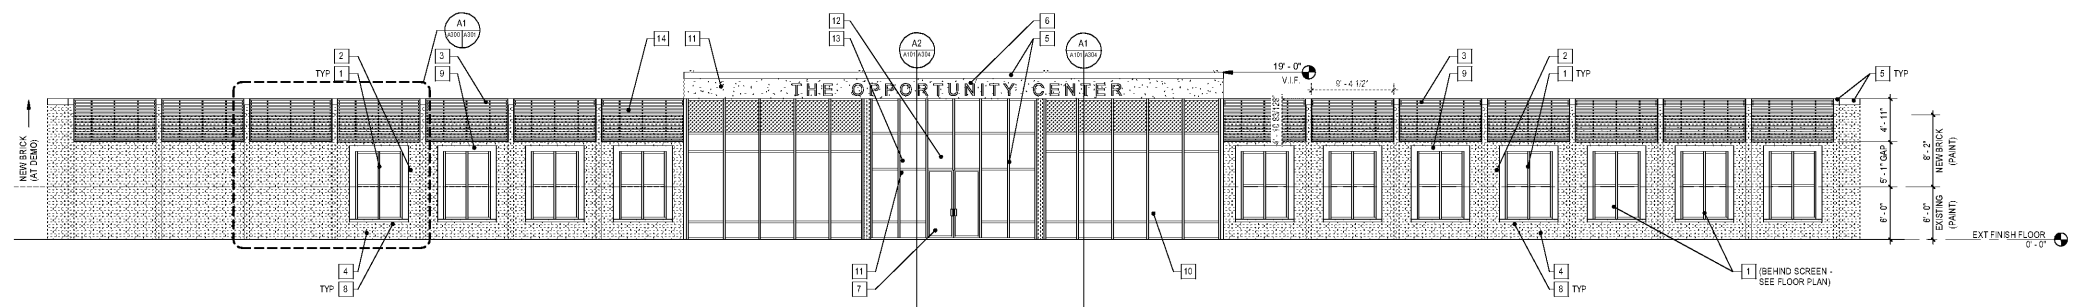 A1
A300 A301
2
TYP 1
3
9
14
11
12
13
A2
A101 A304
6
5
A1
A101 A304
19' - 0"
V.I.F.
9' - 4 1/2"
3
9
2
1 TYP
5 TYP
THE OPPORTUNITY CENTER
NEW BRICK
(AT DEMO)
4' - 11"
5' - 1" GAP
6' - 0"
8' - 2"
NEW BRICK
(PAINT)
6' - 0"
EXISTING
(PAINT)
EXT FINISH FLOOR
0' - 0"
4
TYP 8
11
7
10
4
8 TYP
1 (BEHIND SCREEN -
SEE FLOOR PLAN)